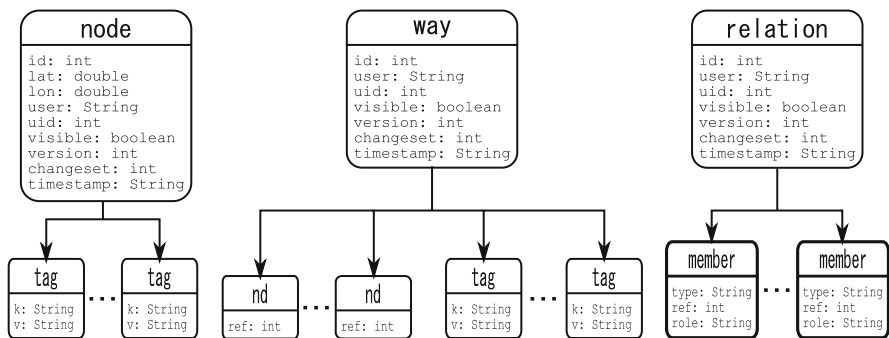 node
id: int
lat: double
lon: double
user: String
uid: int
visible: boolean
version: int
changeset: int
timestamp: String
way
id: int
user: String
uid: int
visible: boolean
version: int
changeset: int
timestamp: String
relation
id: int
user: String
uid: int
visible: boolean
version: int
changeset: int
timestamp: String
tag
k: String
v: String
...
tag
k: String
v: String
nd
ref: int
...
nd
ref: int
tag
k: String
v: String
...
tag
k: String
v: String
member
type: String
ref: int
role: String
...
member
type: String
ref: int
role: String